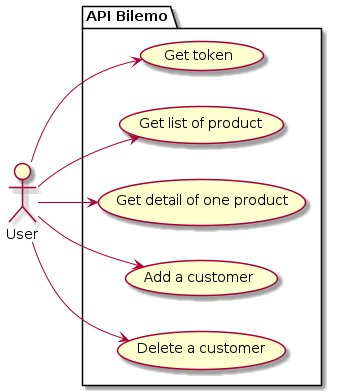 API Bilemo
Get token
Get list of product
Get detail of one product
User
Add a customer
Delete a customer